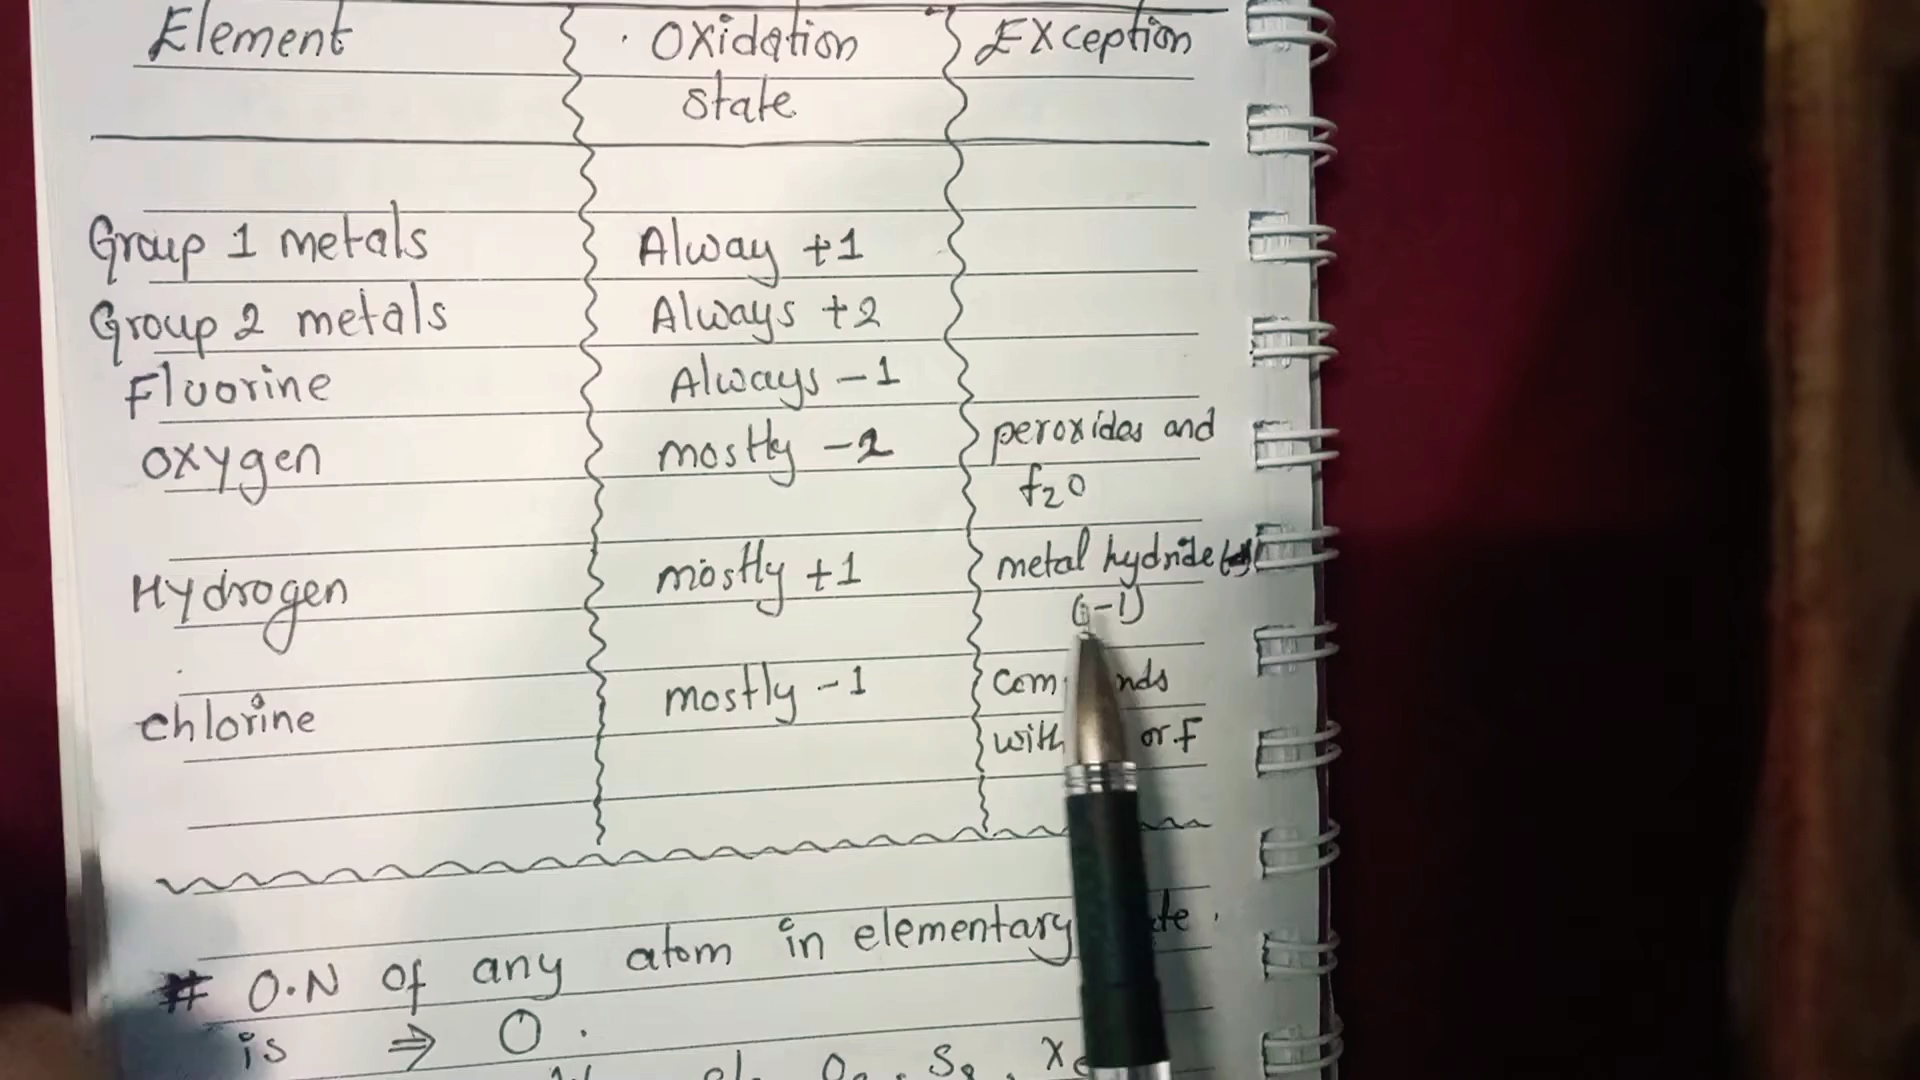 Element Oxidation Exception
state
Group 1 metals Alway +1
Group 2 metals Always +2
Fluorine Always -1
Oxygen mostly -2 peroxides and
f2O
Hydrogen mostly +1 metal hydride
(-1)
chlorine mostly -1
with or F
# O.N of any atom in elementary
is ⇒ 0.
S8, Xe